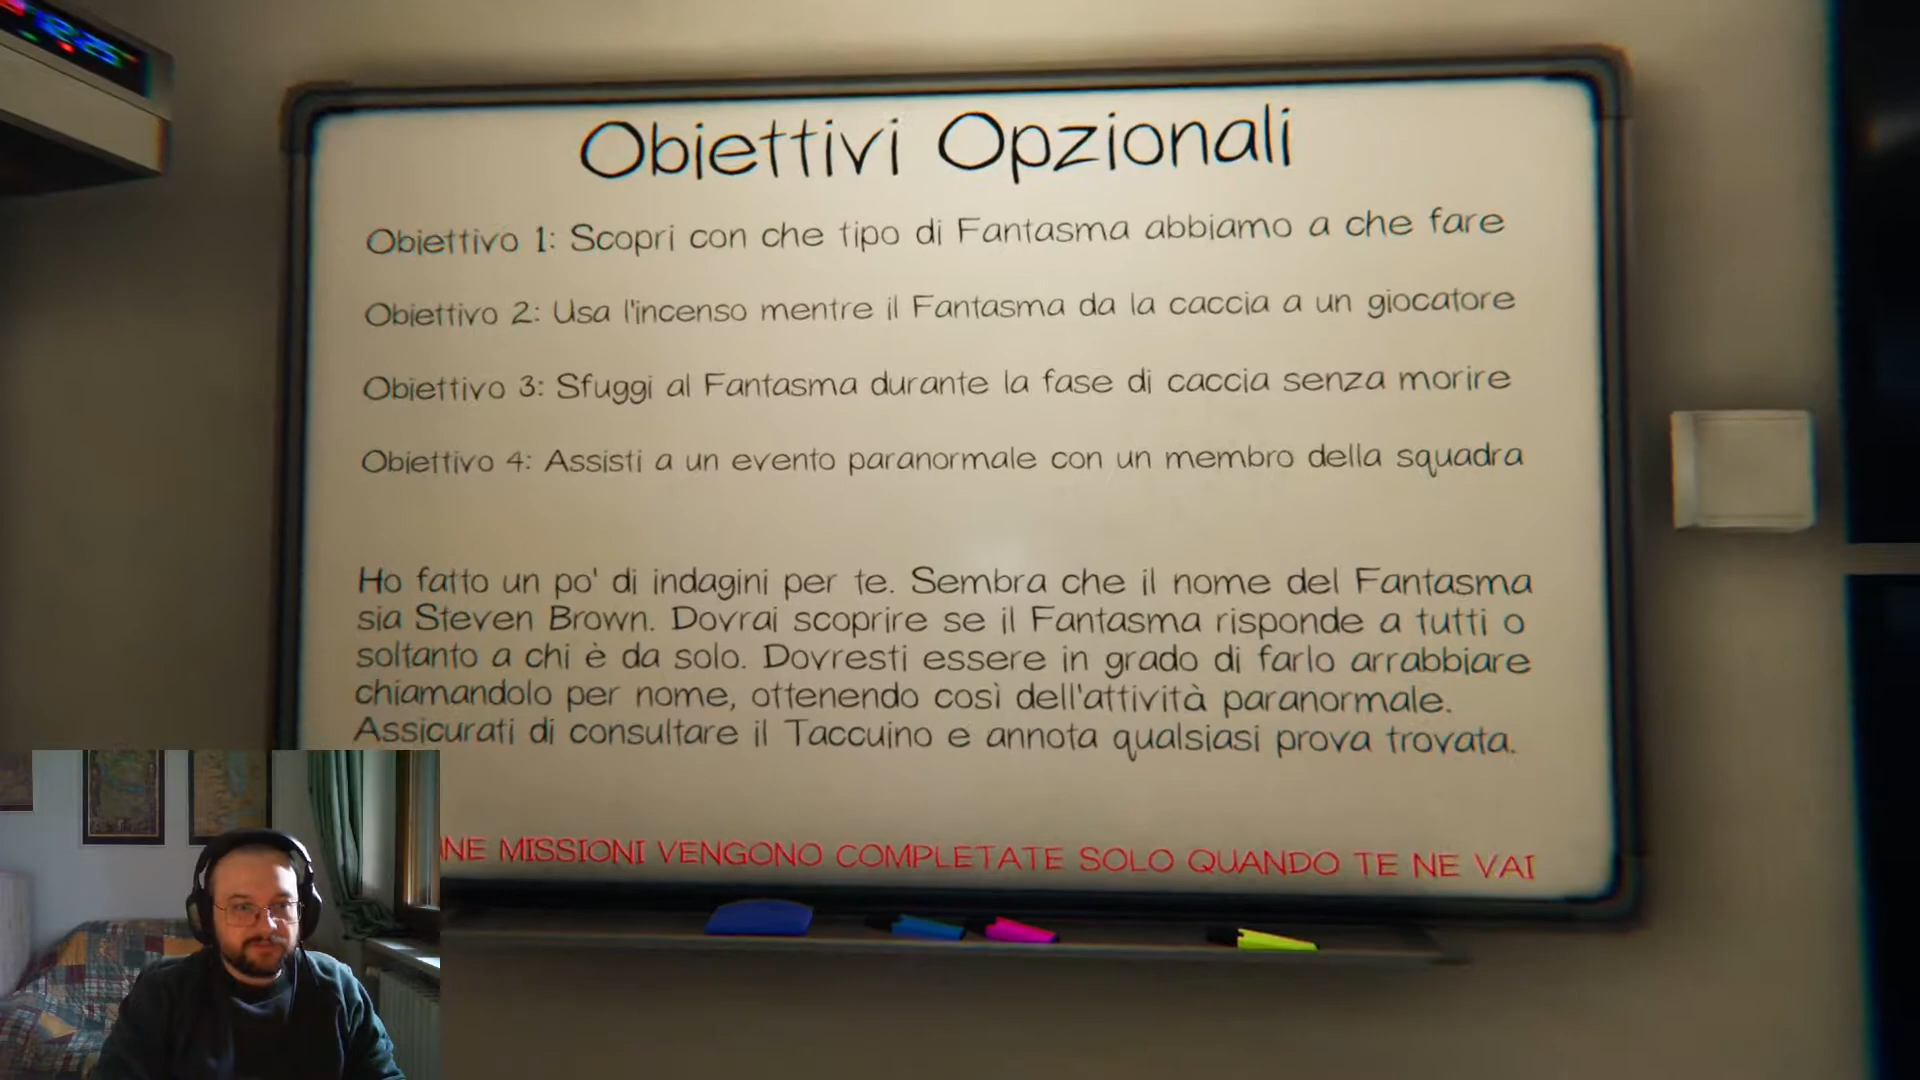 Obiettivi Opzionali
Obiettivo 1: Scopri con che tipo di Fantasma abbiamo a che fare
Obiettivo 2: Usa l'incenso mentre il Fantasma da la caccia a un giocatore
Obiettivo 3: Sfuggi al Fantasma durante la fase di caccia senza morire
Obiettivo 4: Assisti a un evento paranormale con un membro della squadra
Ho fatto un po' di indagini per te. Sembra che il nome del Fantasma
sia Steven Brown. Dovrai scoprire se il Fantasma risponde a tutti o
soltanto a chi è da solo. Dovresti essere in grado di farlo arrabbiare
chiamandolo per nome, ottenendo così dell'attività paranormale.
Assicurati di consultare il Taccuino e annota qualsiasi prova trovata.
MISSIONI VENGONO COMPLETATE SOLO QUANDO TE NE VAI